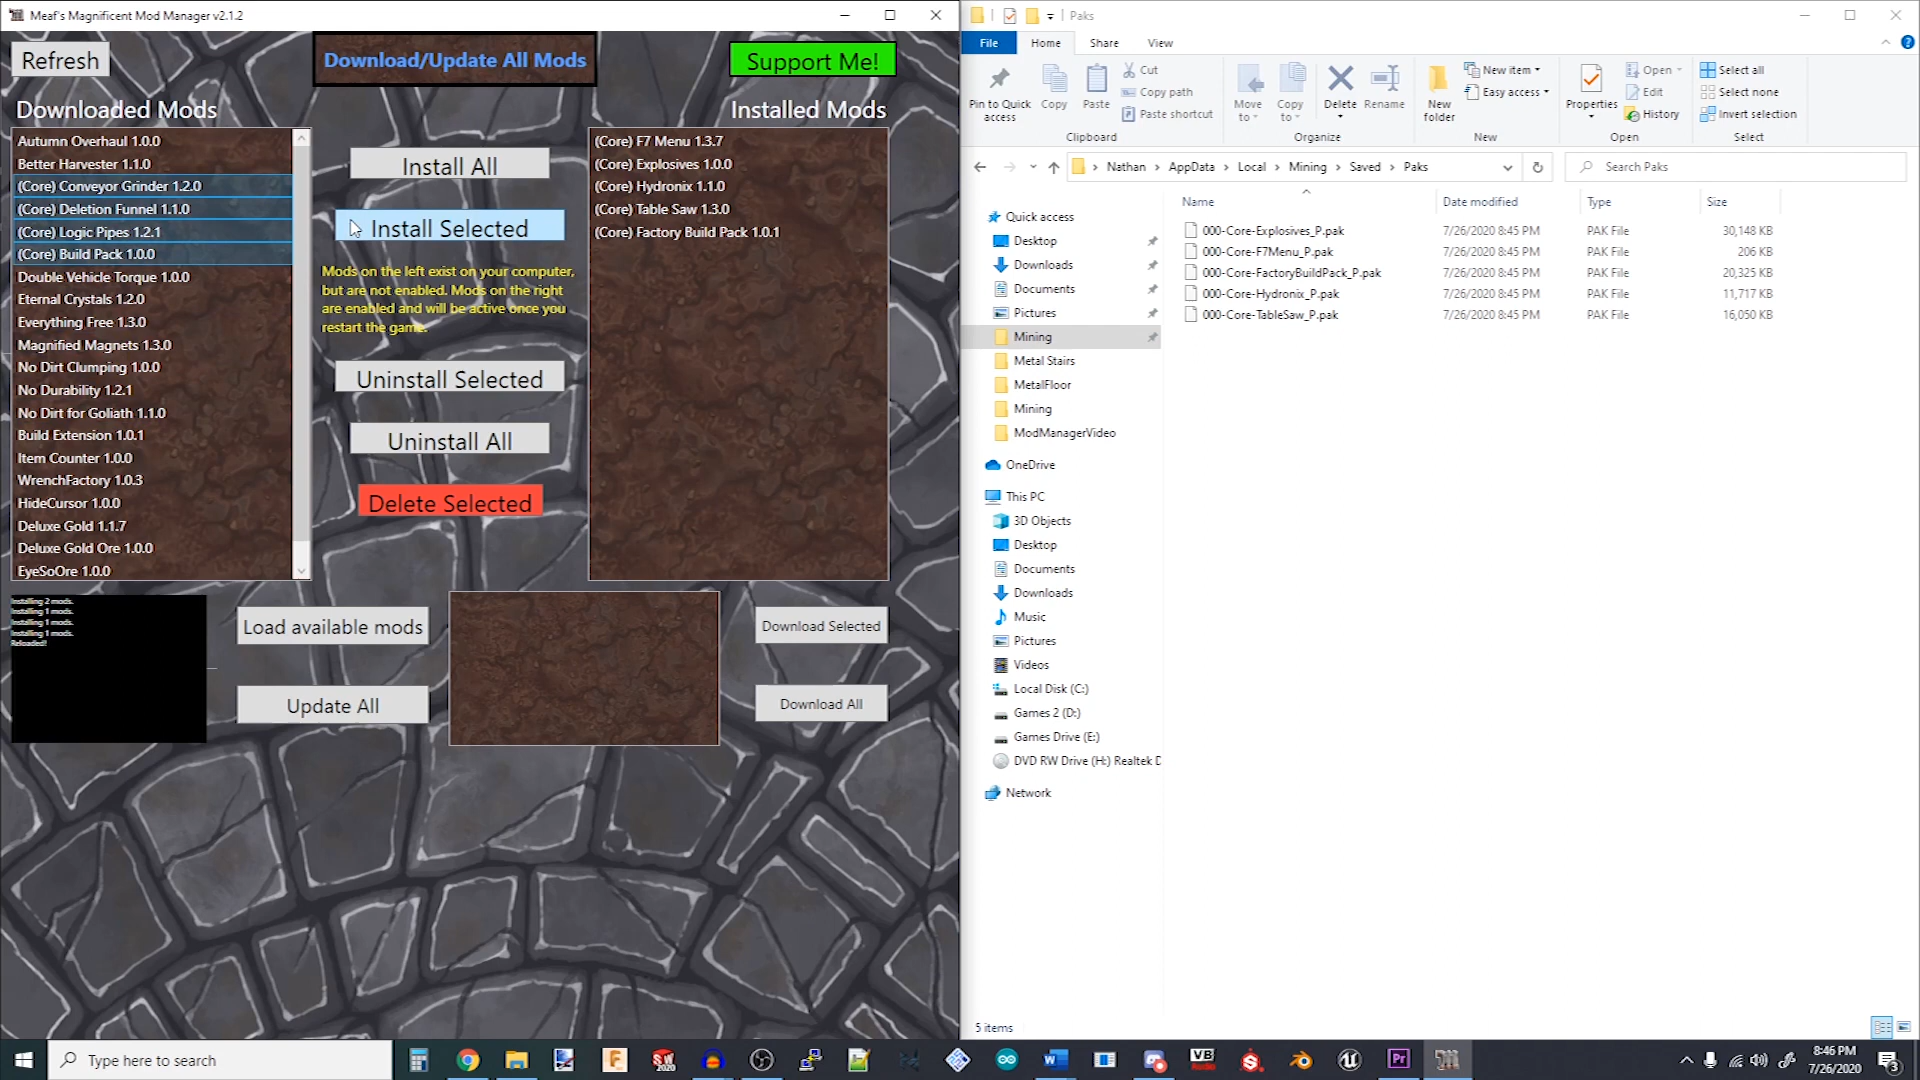 Meaf's Magnificent Mod Manager v2.1.2
Refresh
Download/Update All Mods
Support Me!
Downloaded Mods
Installed Mods
Autumn Overhaul 1.0.0
Better Harvester 1.1.0
(Core) Conveyor Grinder 1.2.0
(Core) Deletion Funnel 1.1.0
(Core) Logic Pipes 1.2.1
(Core) Build Pack 1.0.0
Double Vehicle Torque 1.0.0
Eternal Crystals 1.2.0
Everything Free 1.3.0
Magnified Magnets 1.3.0
No Dirt Clumping 1.0.0
No Durability 1.2.1
No Dirt for Goliath 1.1.0
Build Extension 1.0.1
Item Counter 1.0.0
WrenchFactory 1.0.3
HideCursor 1.0.0
Deluxe Gold 1.1.7
Deluxe Gold Ore 1.0.0
EyeSoOre 1.0.0
Install All
Install Selected
Mods on the left exist on your computer,
but are not enabled. Mods on the right
are enabled and will be active once you
restart the game.
Uninstall Selected
Uninstall All
Delete Selected
(Core) F7 Menu 1.3.7
(Core) Explosives 1.0.0
(Core) Hydronix 1.1.0
(Core) Table Saw 1.3.0
(Core) Factory Build Pack 1.0.1
Installing 2 mods.
Installing 1 mods.
Installing 1 mods.
Installing 1 mods.
Reloaded!
Load available mods
Update All
Download Selected
Download All
Paks
File
Home
Share
View
Pin to Quick access
Copy
Paste
Cut
Copy path
Paste shortcut
Clipboard
Move to
Copy to
Delete
Rename
Organize
New folder
New item
Easy access
New
Properties
Open
Edit
History
Open
Select all
Select none
Invert selection
Select
Nathan > AppData > Local > Mining > Saved > Paks
Search Paks
Quick access
Desktop
Downloads
Documents
Pictures
Mining
Metal Stairs
MetalFloor
Mining
ModManagerVideo
OneDrive
This PC
3D Objects
Desktop
Documents
Downloads
Music
Pictures
Videos
Local Disk (C:)
Games 2 (D:)
Games Drive (E:)
DVD RW Drive (H:) Realtek D
Network
Name Date modified Type Size
000-Core-Explosives_P.pak 7/26/2020 8:45 PM PAK File 30,148 KB
000-Core-F7Menu_P.pak 7/26/2020 8:45 PM PAK File 206 KB
000-Core-FactoryBuildPack_P.pak 7/26/2020 8:45 PM PAK File 20,325 KB
000-Core-Hydronix_P.pak 7/26/2020 8:45 PM PAK File 11,717 KB
000-Core-TableSaw_P.pak 7/26/2020 8:45 PM PAK File 16,050 KB
5 items
Type here to search
8:46 PM
7/26/2020
3